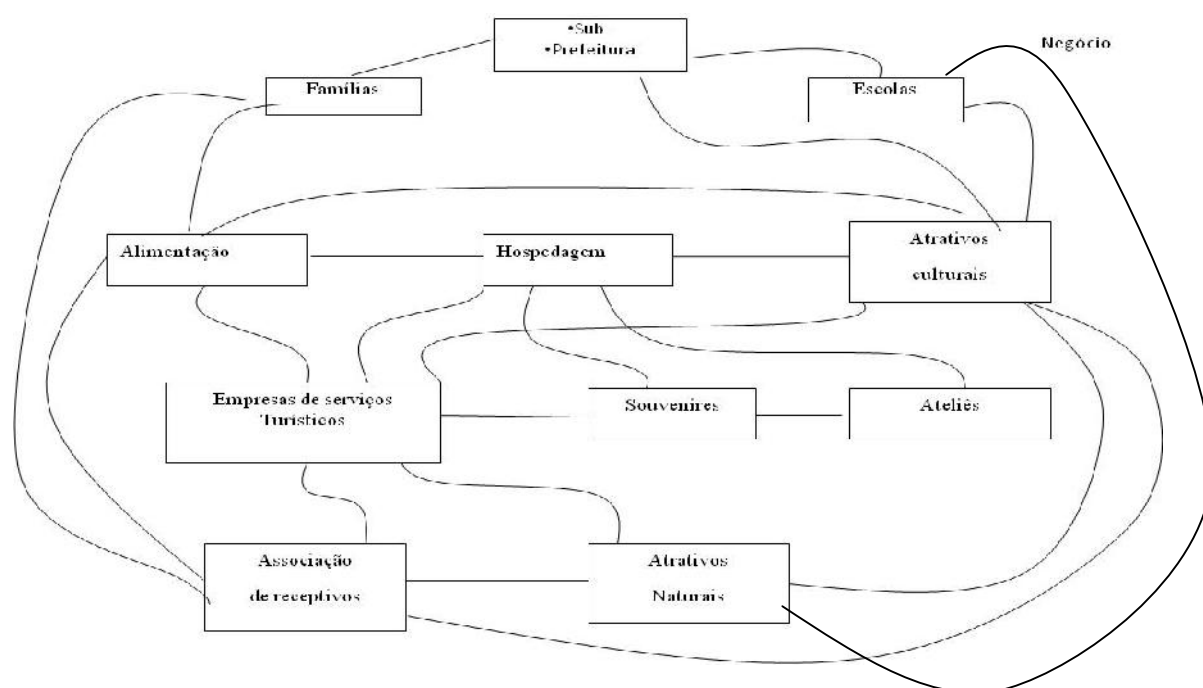 •Sub
•Prefeitura
Negócio
Famílias
Escolas
Alimentação
Hospedagem
Atrativos
culturais
Empresas de serviços
Turísticos
Souvenires
Ateliês
Associação
de receptivos
Atrativos
Naturais